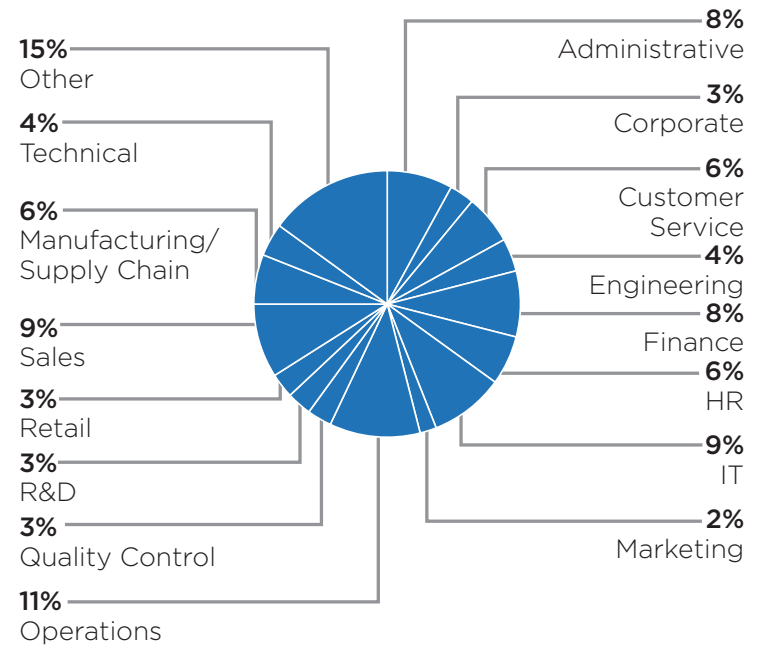 15%
Other
4%
Technical
6%
Manufacturing/
Supply Chain
9%
Sales
3%
Retail
3%
R&D
3%
Quality Control
11%
Operations
8%
Administrative
3%
Corporate
6%
Customer
Service
4%
Engineering
8%
Finance
6%
HR
9%
IT
2%
Marketing